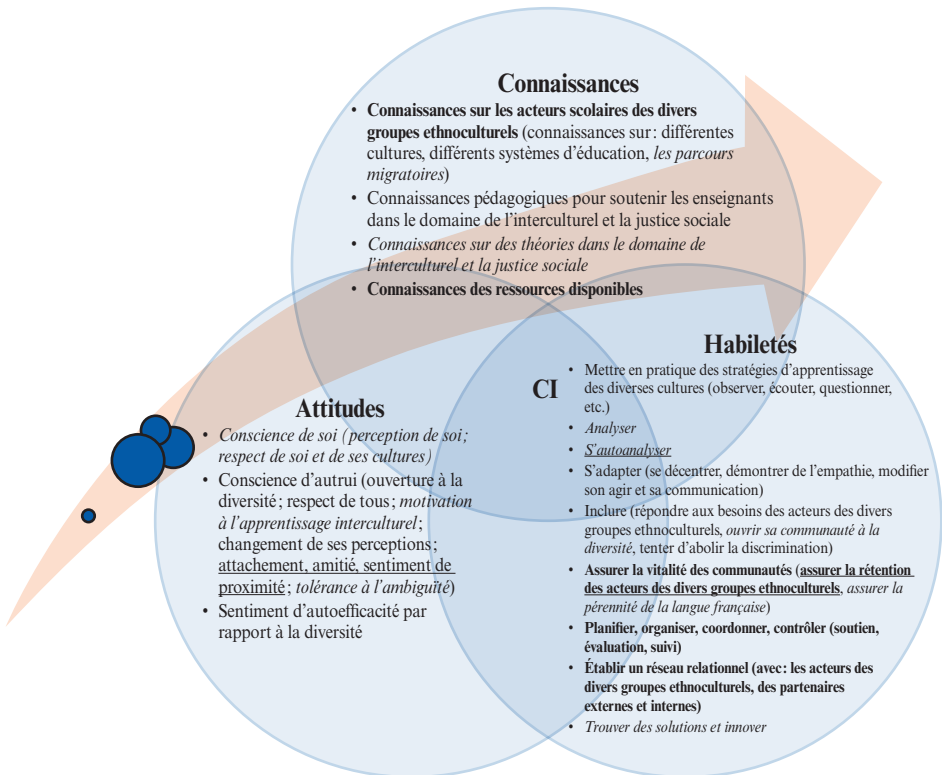 Connaissances
• Connaissances sur les acteurs scolaires des divers
groupes ethnoculturels (connaissances sur : différentes
cultures, différents systèmes d’éducation, les parcours
migratoires)
• Connaissances pédagogiques pour soutenir les enseignants
dans le domaine de l’interculturel et la justice sociale
• Connaissances sur des théories dans le domaine de
l’interculturel et la justice sociale
• Connaissances des ressources disponibles
Attitudes
• Conscience de soi (perception de soi ;
respect de soi et de ses cultures)
• Conscience d’autrui (ouverture à la
diversité ; respect de tous ; motivation
à l’apprentissage interculturel ;
changement de ses perceptions ;
attachement, amitié, sentiment de
proximité ; tolérance à l’ambiguité)
• Sentiment d’autoefficacité par
rapport à la diversité
CI
Habiletés
• Mettre en pratique des stratégies d’apprentissage
des diverses cultures (observer, écouter, questionner,
etc.)
• Analyser
• S’autoanalyser
• S’adapter (se décentrer, démontrer de l’empathie, modifier
son agir et sa communication)
• Inclure (répondre aux besoins des acteurs des divers
groupes ethnoculturels, ouvrir sa communauté à la
diversité, tenter d’abolir la discrimination)
• Assurer la vitalité des communautés (assurer la rétention
des acteurs des divers groupes ethnoculturels, assurer la
pérennité de la langue française)
• Planifier, organiser, coordonner, contrôler (soutien,
évaluation, suivi)
• Établir un réseau relationnel (avec : les acteurs des
divers groupes ethnoculturels, des partenaires
externes et internes)
• Trouver des solutions et innover